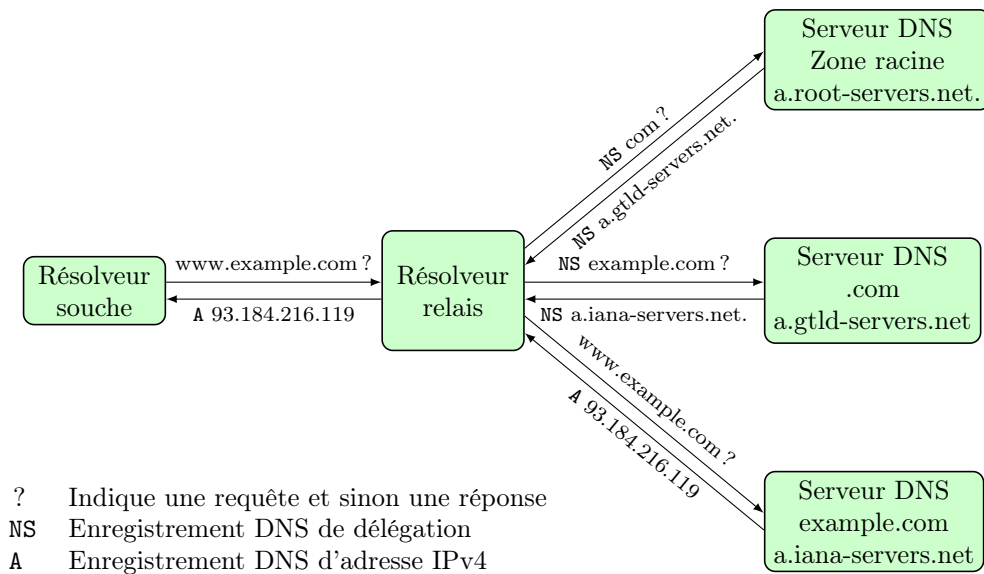 Serveur DNS
Zone racine
a.root-servers.net.
NS com ?
NS a.gtld-servers.net.
Résolveur
souche
www.example.com ?
A 93.184.216.119
Résolveur
relais
NS example.com ?
NS a.iana-servers.net.
Serveur DNS
.com
a.gtld-servers.net
www.example.com ?
A 93.184.216.119
Serveur DNS
example.com
a.iana-servers.net
? Indique une requête et sinon une réponse
NS Enregistrement DNS de délégation
A Enregistrement DNS d'adresse IPv4